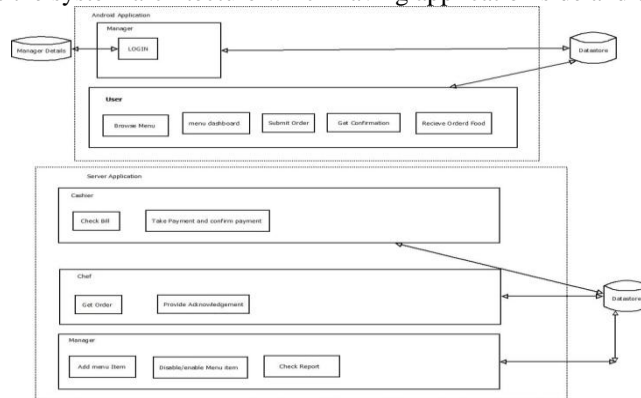 Android Application
Manager
Manager Details
LOGIN
Datastore
User
Browse Menu
menu dashboard
Submit Order
Get Confirmation
Recieve Orderd Food
Server Application
Cashier
Check Bill
Take Payment and confirm payment
Chef
Get Order
Provide Acknowledgement
Datastore
Manager
Add menu Item
Disable/enable Menu item
Check Report